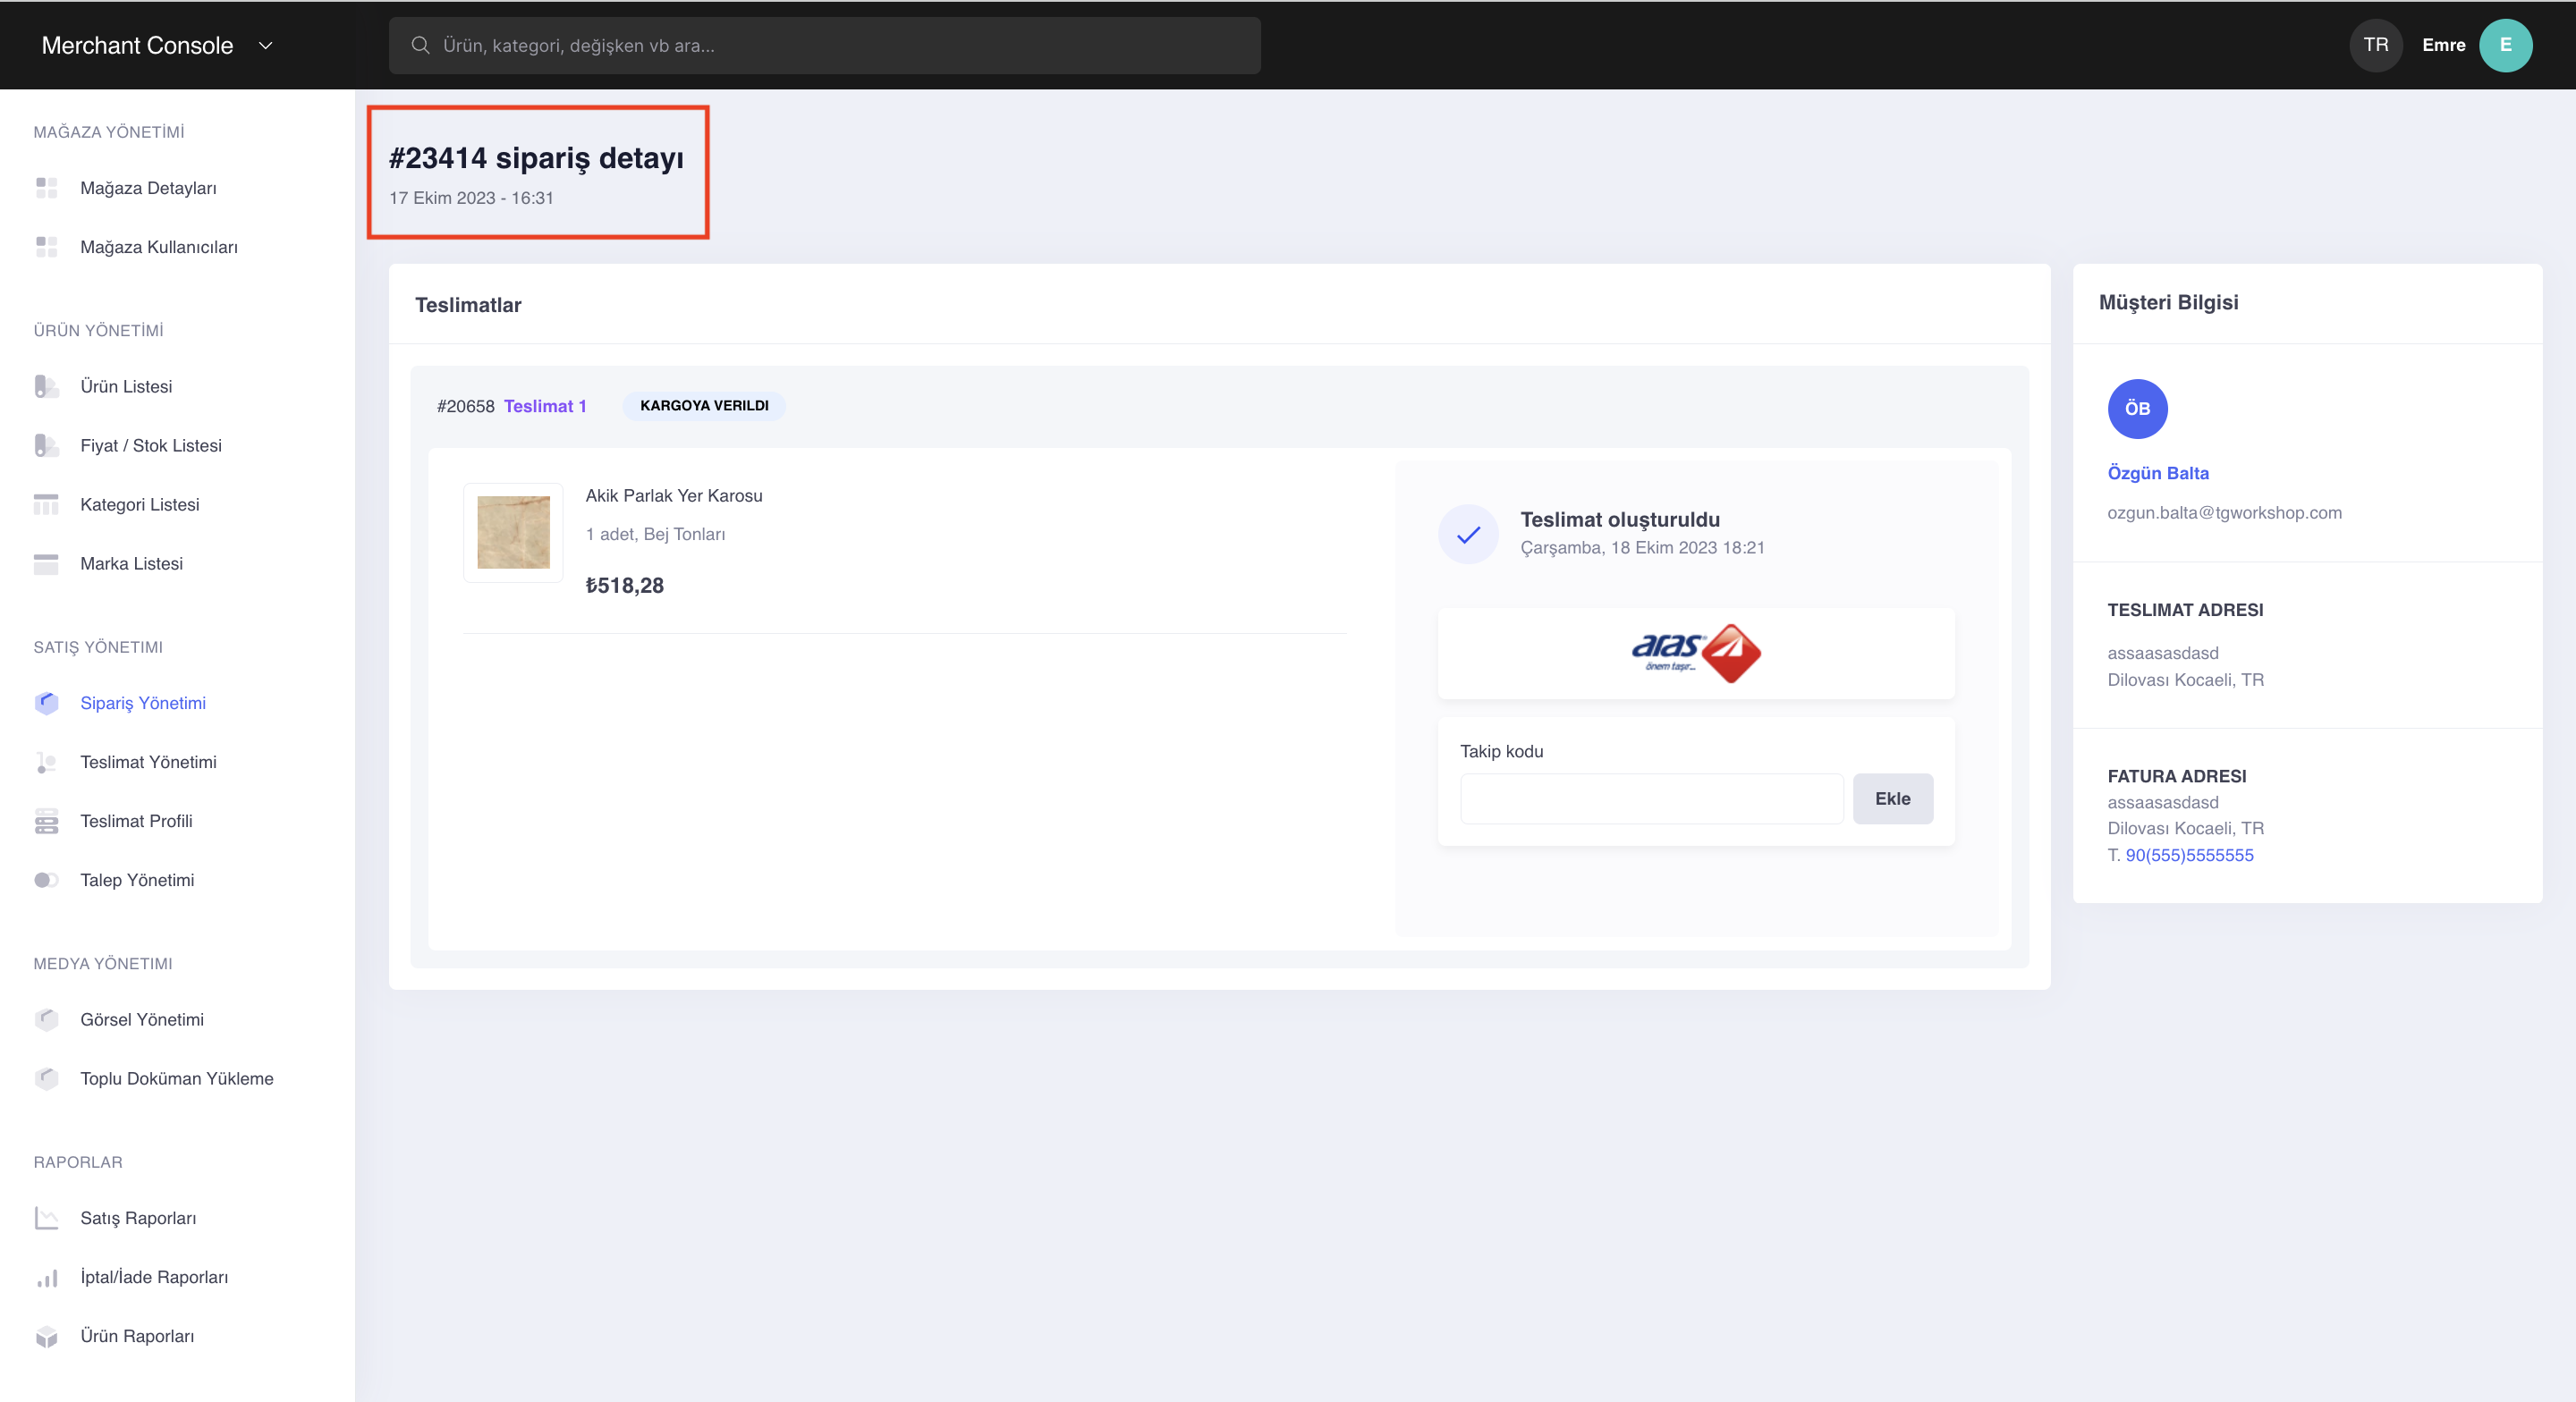 Merchant Console
Ürün, kategori, değişken vb ara...
TR
Emre
E
MAĞAZA YÖNETİMİ
Mağaza Detayları
Mağaza Kullanıcıları
ÜRÜN YÖNETİMİ
Ürün Listesi
Fiyat / Stok Listesi
Kategori Listesi
Marka Listesi
SATIŞ YÖNETIMI
Sipariş Yönetimi
Teslimat Yönetimi
Teslimat Profili
Talep Yönetimi
MEDYA YÖNETIMI
Görsel Yönetimi
Toplu Doküman Yükleme
RAPORLAR
Satış Raporları
İptal/İade Raporları
Ürün Raporları
#23414 sipariş detayı
17 Ekim 2023 - 16:31
Teslimatlar
#20658 Teslimat 1 KARGOYA VERILDI
Akik Parlak Yer Karosu
1 adet, Bej Tonları
₺518,28
Teslimat oluşturuldu
Çarşamba, 18 Ekim 2023 18:21
aras
önem taşır...
Takip kodu
Ekle
Müşteri Bilgisi
ÖB
Özgün Balta
ozgun.balta@tgworkshop.com
TESLIMAT ADRESI
assaasasdasd
Dilovası Kocaeli, TR
FATURA ADRESI
assaasasdasd
Dilovası Kocaeli, TR
T. 90(555)5555555